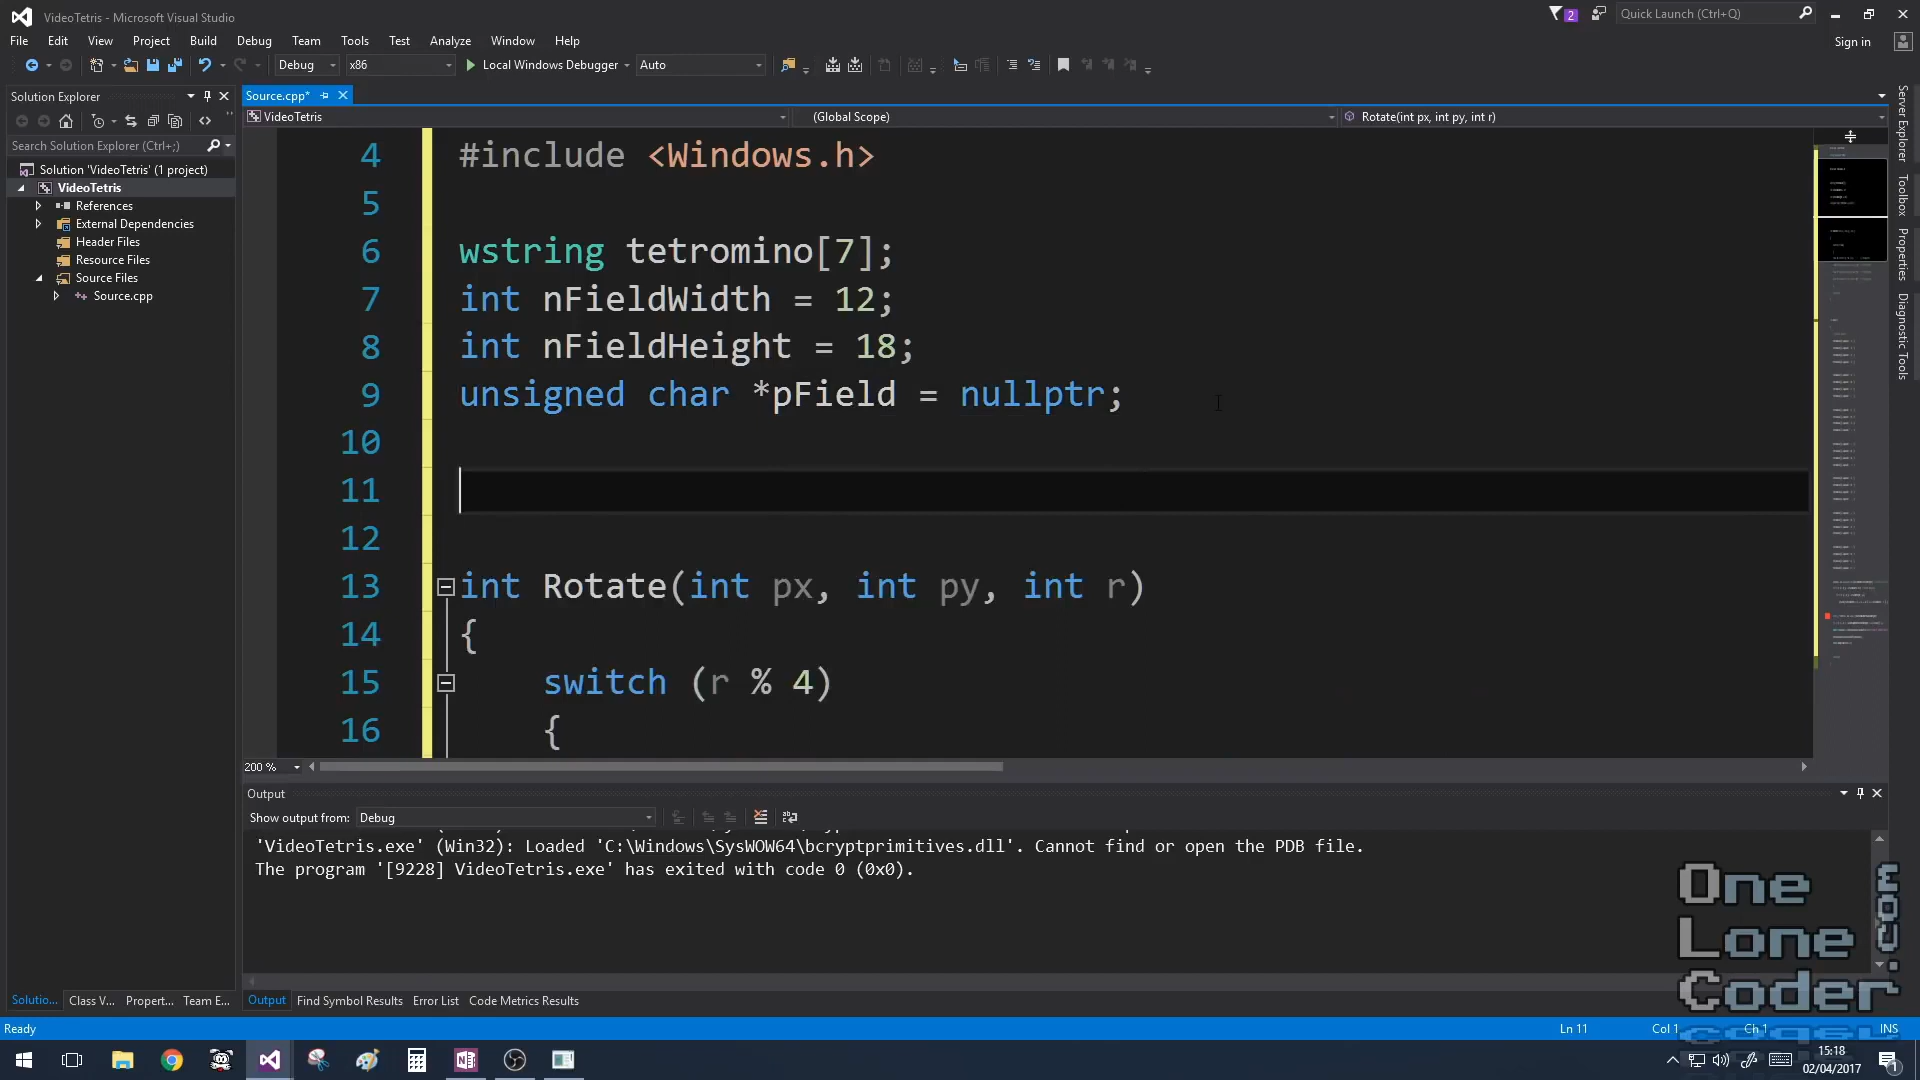 VideoTetris - Microsoft Visual Studio
2
Quick Launch (Ctrl+Q)
File Edit View Project Build Debug Team Tools Test Analyze Window Help
Sign in
Debug x86 Local Windows Debugger Auto
Solution Explorer
Search Solution Explorer (Ctrl+;)
Solution 'VideoTetris' (1 project)
VideoTetris
References
External Dependencies
Header Files
Resource Files
Source Files
Source.cpp
Source.cpp*
VideoTetris (Global Scope) Rotate(int px, int py, int r)
4 #include <Windows.h>
5
6 wstring tetromino[7];
7 int nFieldWidth = 12;
8 int nFieldHeight = 18;
9 unsigned char *pField = nullptr;
10
11
12
13 int Rotate(int px, int py, int r)
14 {
15 switch (r % 4)
16 {
200 %
Server Explorer
Toolbox
Properties
Diagnostic Tools
Output
Show output from: Debug
'VideoTetris.exe' (Win32): Loaded 'C:\Windows\SysWOW64\bcryptprimitives.dll'. Cannot find or open the PDB file.
The program '[9228] VideoTetris.exe' has exited with code 0 (0x0).
Solutio... Class V... Propert... Team E...
Output Find Symbol Results Error List Code Metrics Results
Ready Ln 11 Col 1 Ch 1 INS
15:18
02/04/2017
1
One
Lone
Coder